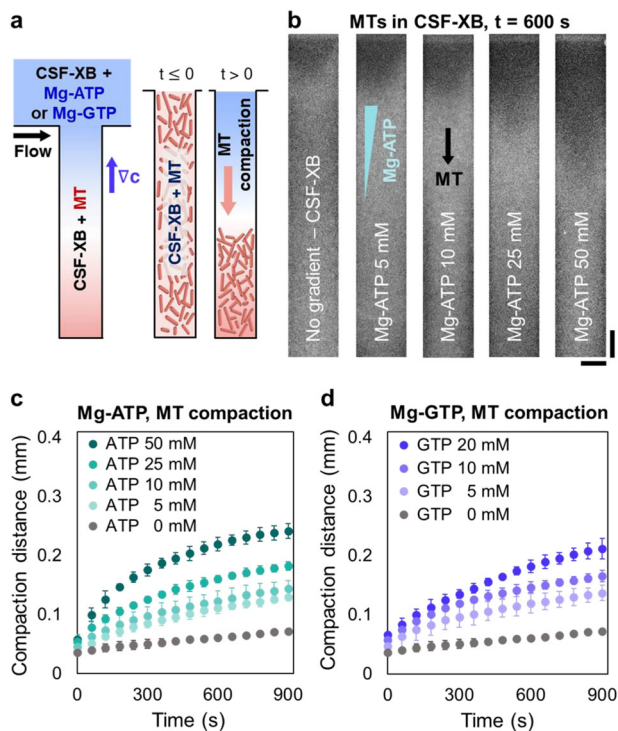 a
CSF-XB +
Mg-ATP
or Mg-GTP
Flow
∇c
CSF-XB + MT
t ≤ 0
t > 0
CSF-XB + MT
MT
compaction
b
MTs in CSF-XB, t = 600 s
No gradient – CSF-XB
Mg-ATP 5 mM
Mg-ATP
Mg-ATP 10 mM
MT
Mg-ATP 25 mM
Mg-ATP 50 mM
c
Mg-ATP, MT compaction
Compaction distance (mm)
0.4
0.3
0.2
0.1
0
ATP 50 mM
ATP 25 mM
ATP 10 mM
ATP 5 mM
ATP 0 mM
0 300 600 900
Time (s)
d
Mg-GTP, MT compaction
Compaction distance (mm)
0.4
0.3
0.2
0.1
0
GTP 20 mM
GTP 10 mM
GTP 5 mM
GTP 0 mM
0 300 600 900
Time (s)